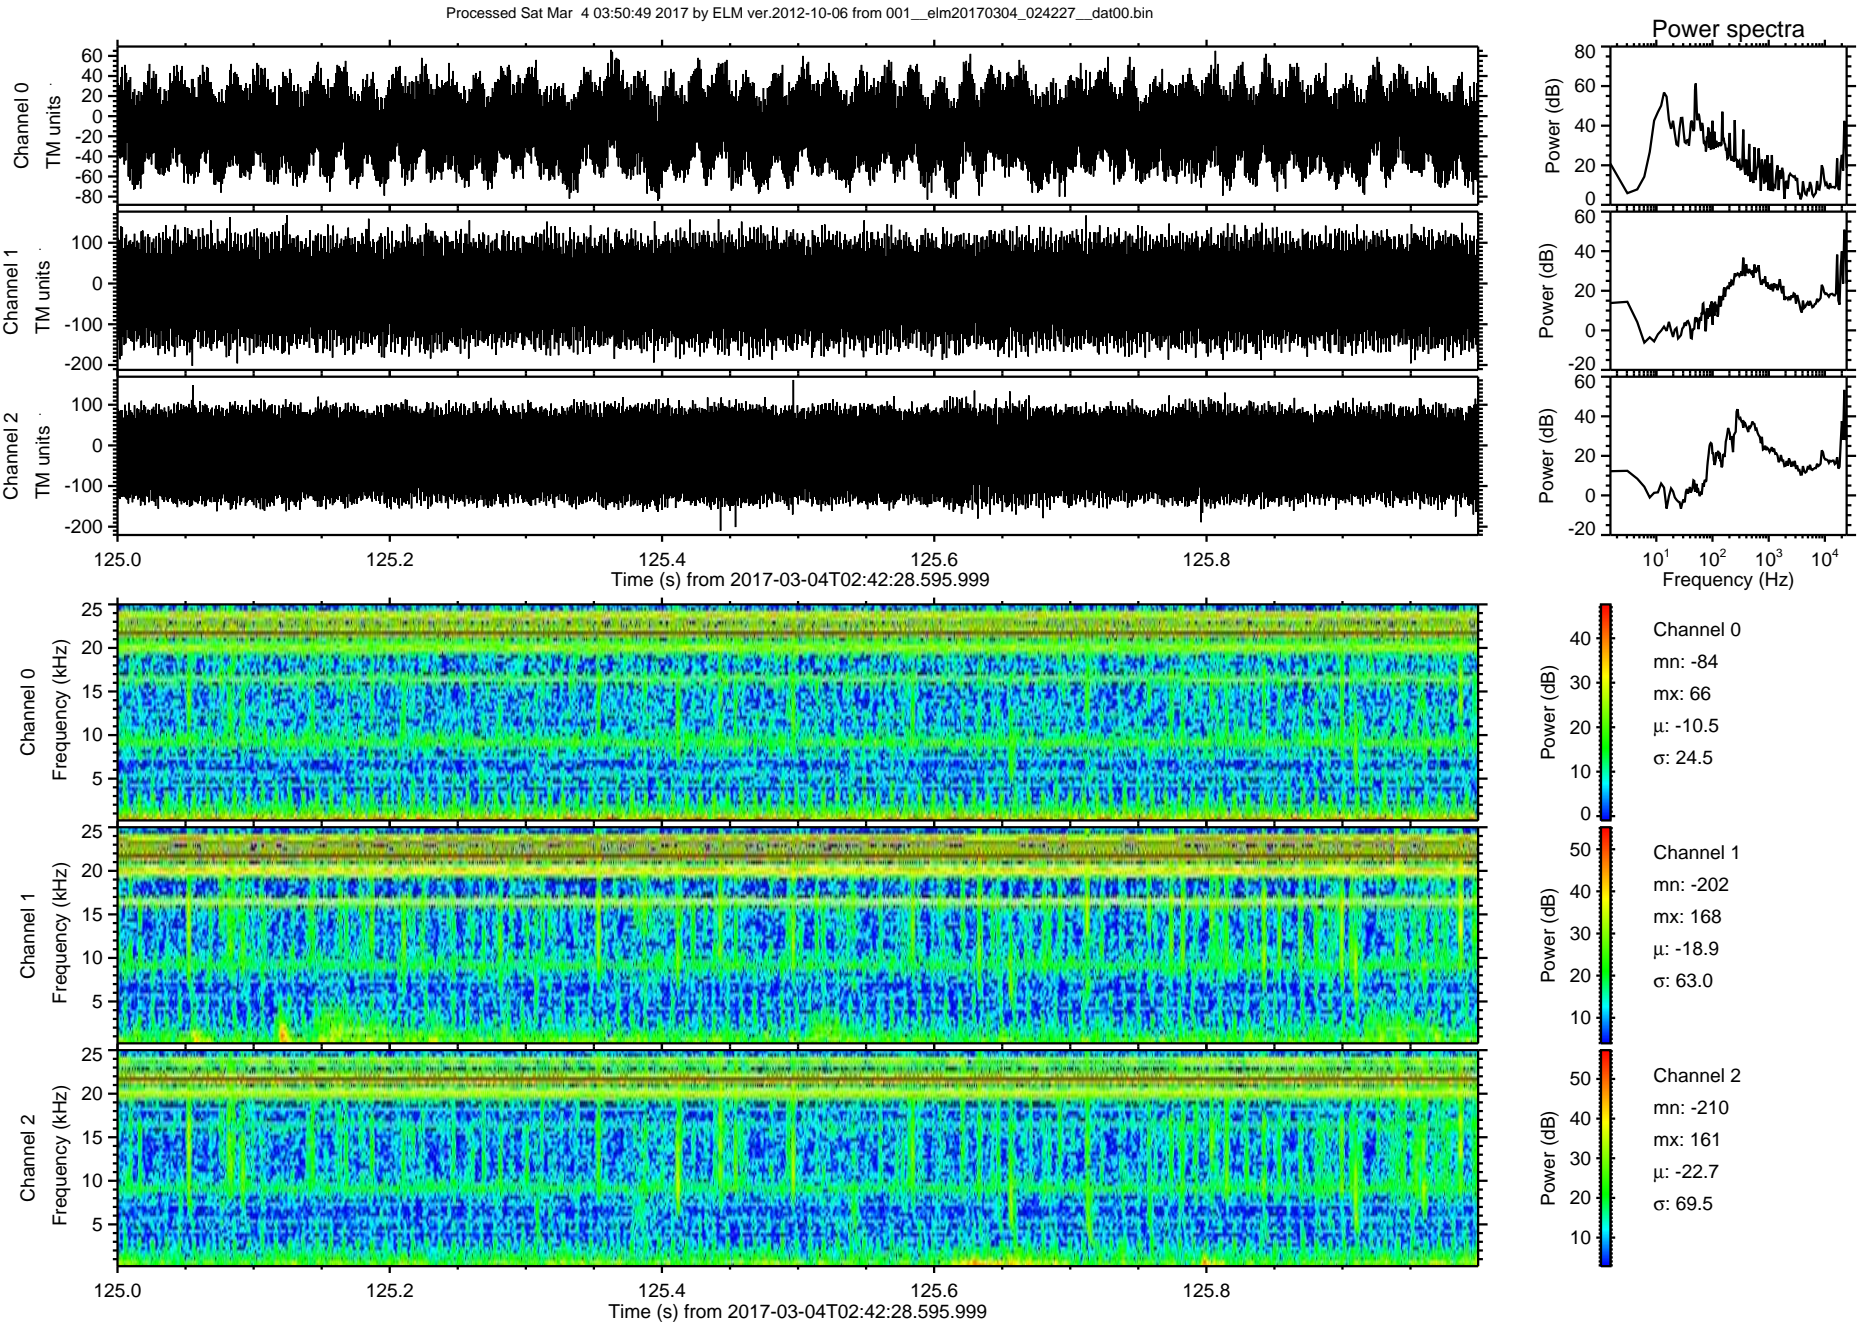 Processed Sat Mar  4 03:50:49 2017 by ELM ver.2012-10-06 from 001__elm20170304_024227__dat00.bin
Power spectra
Channel 0
TM units
60
40
20
0
-20
-40
-60
-80
Power (dB)
80
60
40
20
0
Channel 1
TM units
100
0
-100
-200
Power (dB)
60
40
20
0
-20
Channel 2
TM units
100
0
-100
-200
Power (dB)
60
40
20
0
-20
125.0 125.2 125.4 125.6 125.8
Time (s) from 2017-03-04T02:42:28.595.999
10^1 10^2 10^3 10^4
Frequency (Hz)
Channel 0
Frequency (kHz)
25
20
15
10
5
Power (dB)
40
30
20
10
0
Channel 0
mn: -84
mx: 66
μ: -10.5
σ: 24.5
Channel 1
Frequency (kHz)
25
20
15
10
5
Power (dB)
50
40
30
20
10
Channel 1
mn: -202
mx: 168
μ: -18.9
σ: 63.0
Channel 2
Frequency (kHz)
25
20
15
10
5
Power (dB)
50
40
30
20
10
Channel 2
mn: -210
mx: 161
μ: -22.7
σ: 69.5
125.0 125.2 125.4 125.6 125.8
Time (s) from 2017-03-04T02:42:28.595.999